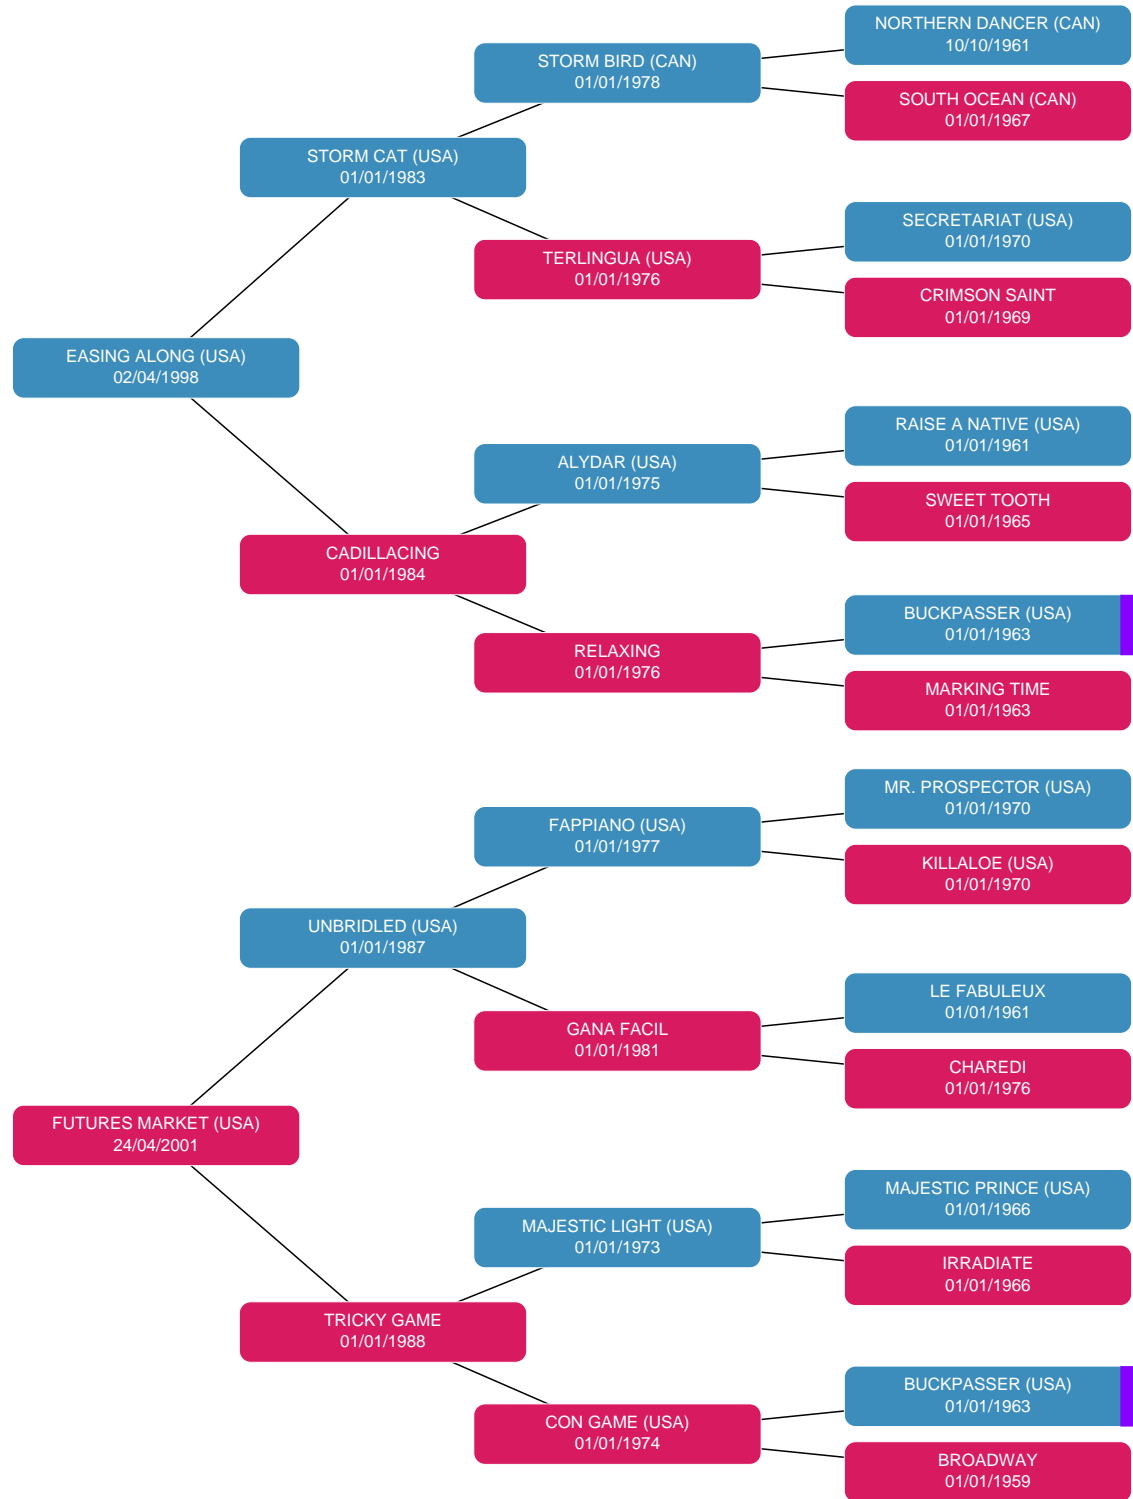 NORTHERN DANCER (CAN)
10/10/1961
STORM BIRD (CAN)
01/01/1978
SOUTH OCEAN (CAN)
01/01/1967
STORM CAT (USA)
01/01/1983
SECRETARIAT (USA)
01/01/1970
TERLINGUA (USA)
01/01/1976
CRIMSON SAINT
01/01/1969
EASING ALONG (USA)
02/04/1998
RAISE A NATIVE (USA)
01/01/1961
ALYDAR (USA)
01/01/1975
SWEET TOOTH
01/01/1965
CADILLACING
01/01/1984
BUCKPASSER (USA)
01/01/1963
RELAXING
01/01/1976
MARKING TIME
01/01/1963
MR. PROSPECTOR (USA)
01/01/1970
FAPPIANO (USA)
01/01/1977
KILLALOE (USA)
01/01/1970
UNBRIDLED (USA)
01/01/1987
LE FABULEUX
01/01/1961
GANA FACIL
01/01/1981
CHAREDI
01/01/1976
FUTURES MARKET (USA)
24/04/2001
MAJESTIC PRINCE (USA)
01/01/1966
MAJESTIC LIGHT (USA)
01/01/1973
IRRADIATE
01/01/1966
TRICKY GAME
01/01/1988
BUCKPASSER (USA)
01/01/1963
CON GAME (USA)
01/01/1974
BROADWAY
01/01/1959